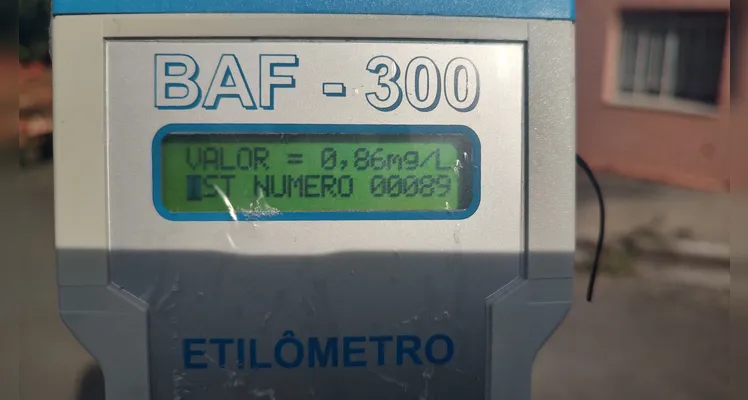 BAF - 300
VALOR = 0,86mg/L
ST NUMERO 00089
ETILÔMETRO